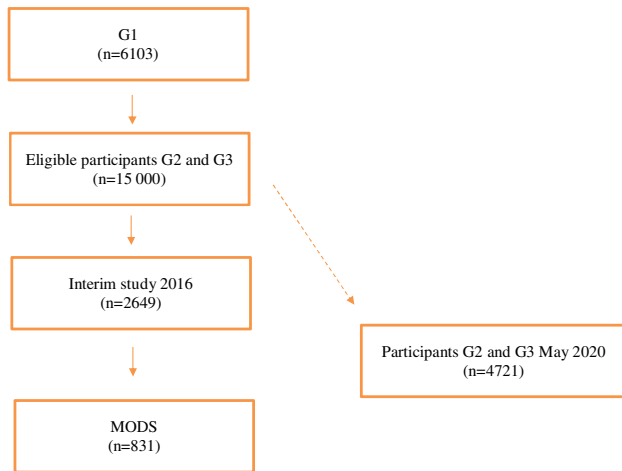 G1
(n=6103)
Eligible participants G2 and G3
(n=15 000)
Interim study 2016
(n=2649)
Participants G2 and G3 May 2020
(n=4721)
MODS
(n=831)